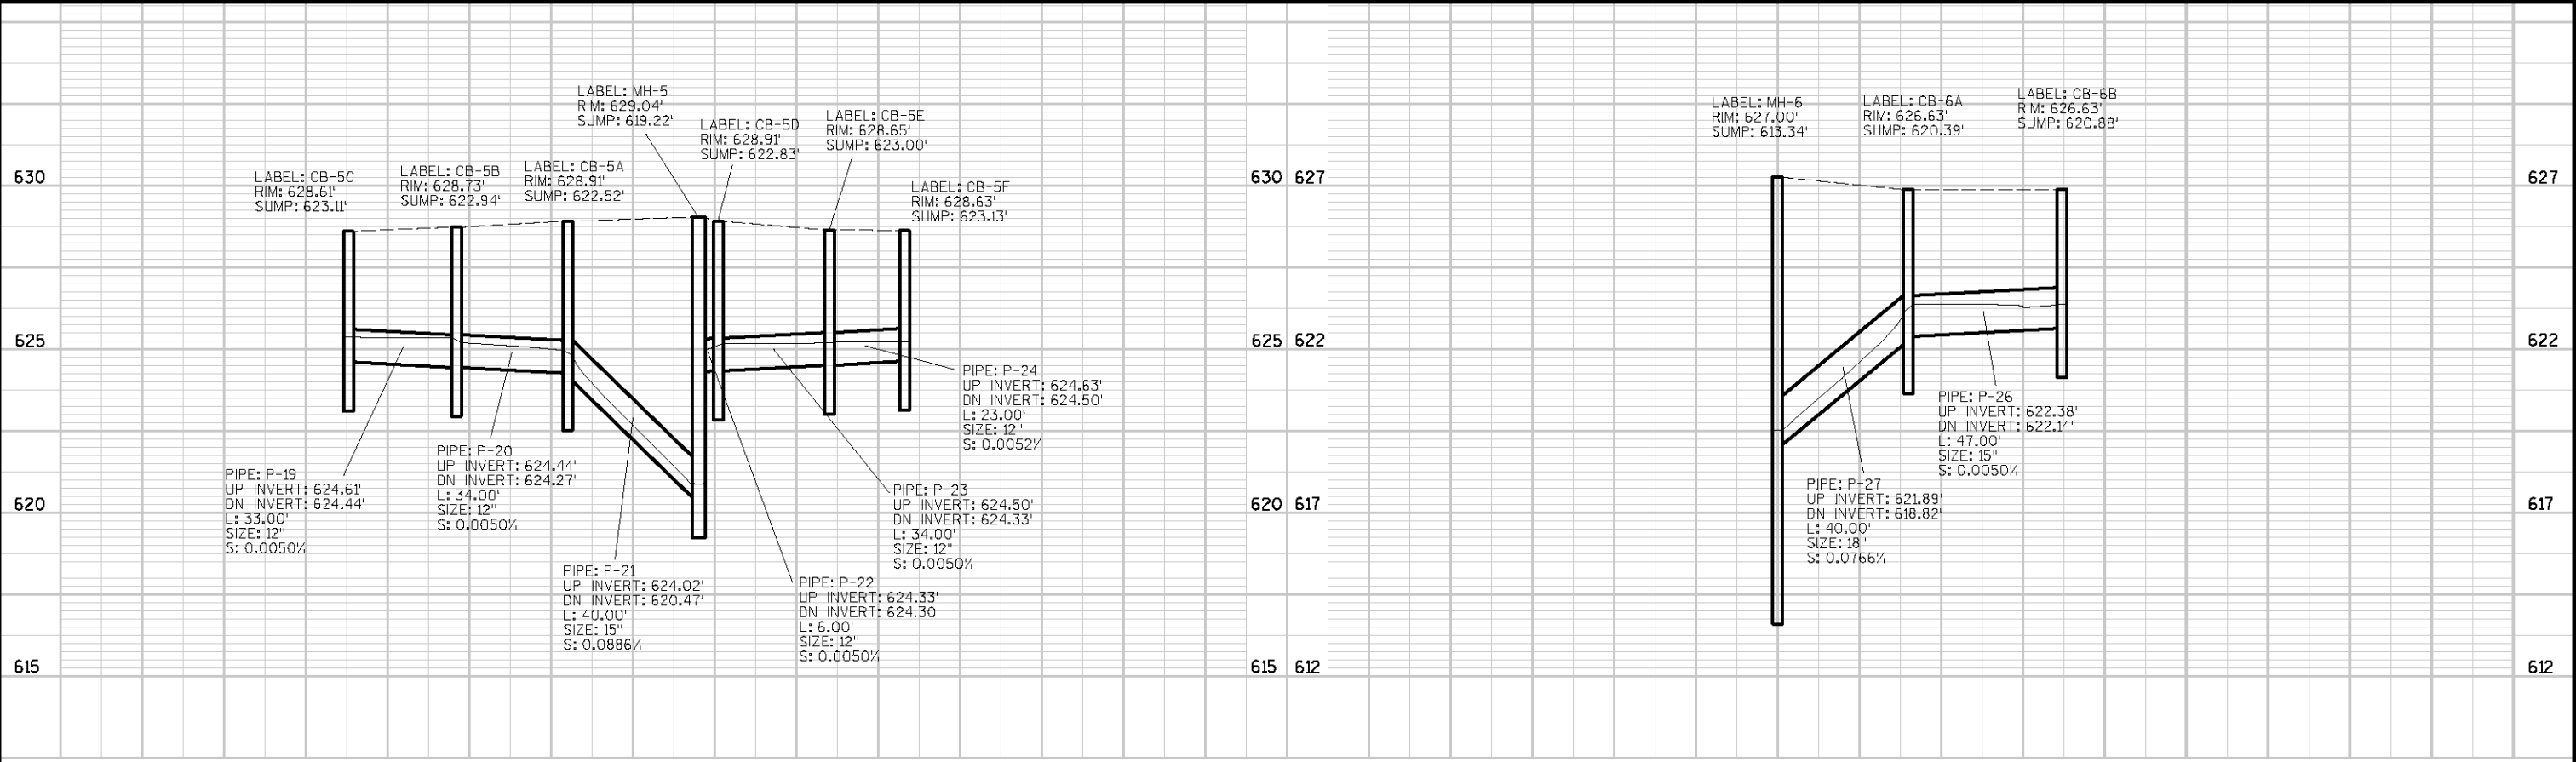 LABEL: MH-5
RIM: 629.04'
SUMP: 619.22'
LABEL: CB-5D
RIM: 628.91'
SUMP: 622.83'
LABEL: CB-5E
RIM: 628.65'
SUMP: 623.00'
LABEL: CB-5C
RIM: 628.61'
SUMP: 623.11'
LABEL: CB-5B
RIM: 628.73'
SUMP: 622.94'
LABEL: CB-5A
RIM: 628.91'
SUMP: 622.52'
LABEL: CB-5F
RIM: 628.63'
SUMP: 623.13'
LABEL: MH-6
RIM: 627.00'
SUMP: 613.34'
LABEL: CB-6A
RIM: 626.63'
SUMP: 620.39'
LABEL: CB-6B
RIM: 626.63'
SUMP: 620.88'
630
630 627
627
625
625 622
622
620
620 617
617
615
615 612
612
PIPE: P-19
UP INVERT: 624.61'
DN INVERT: 624.44'
L: 33.00'
SIZE: 12"
S: 0.0050%
PIPE: P-20
UP INVERT: 624.44'
DN INVERT: 624.27'
L: 34.00'
SIZE: 12"
S: 0.0050%
PIPE: P-21
UP INVERT: 624.02'
DN INVERT: 620.47'
L: 40.00'
SIZE: 15"
S: 0.0886%
PIPE: P-22
UP INVERT: 624.33'
DN INVERT: 624.30'
L: 6.00'
SIZE: 12"
S: 0.0050%
PIPE: P-23
UP INVERT: 624.50'
DN INVERT: 624.33'
L: 34.00'
SIZE: 12"
S: 0.0050%
PIPE: P-24
UP INVERT: 624.63'
DN INVERT: 624.50'
L: 23.00'
SIZE: 12"
S: 0.0052%
PIPE: P-27
UP INVERT: 621.89'
DN INVERT: 618.82'
L: 40.00'
SIZE: 18"
S: 0.0766%
PIPE: P-26
UP INVERT: 622.38'
DN INVERT: 622.14'
L: 47.00'
SIZE: 15"
S: 0.0050%